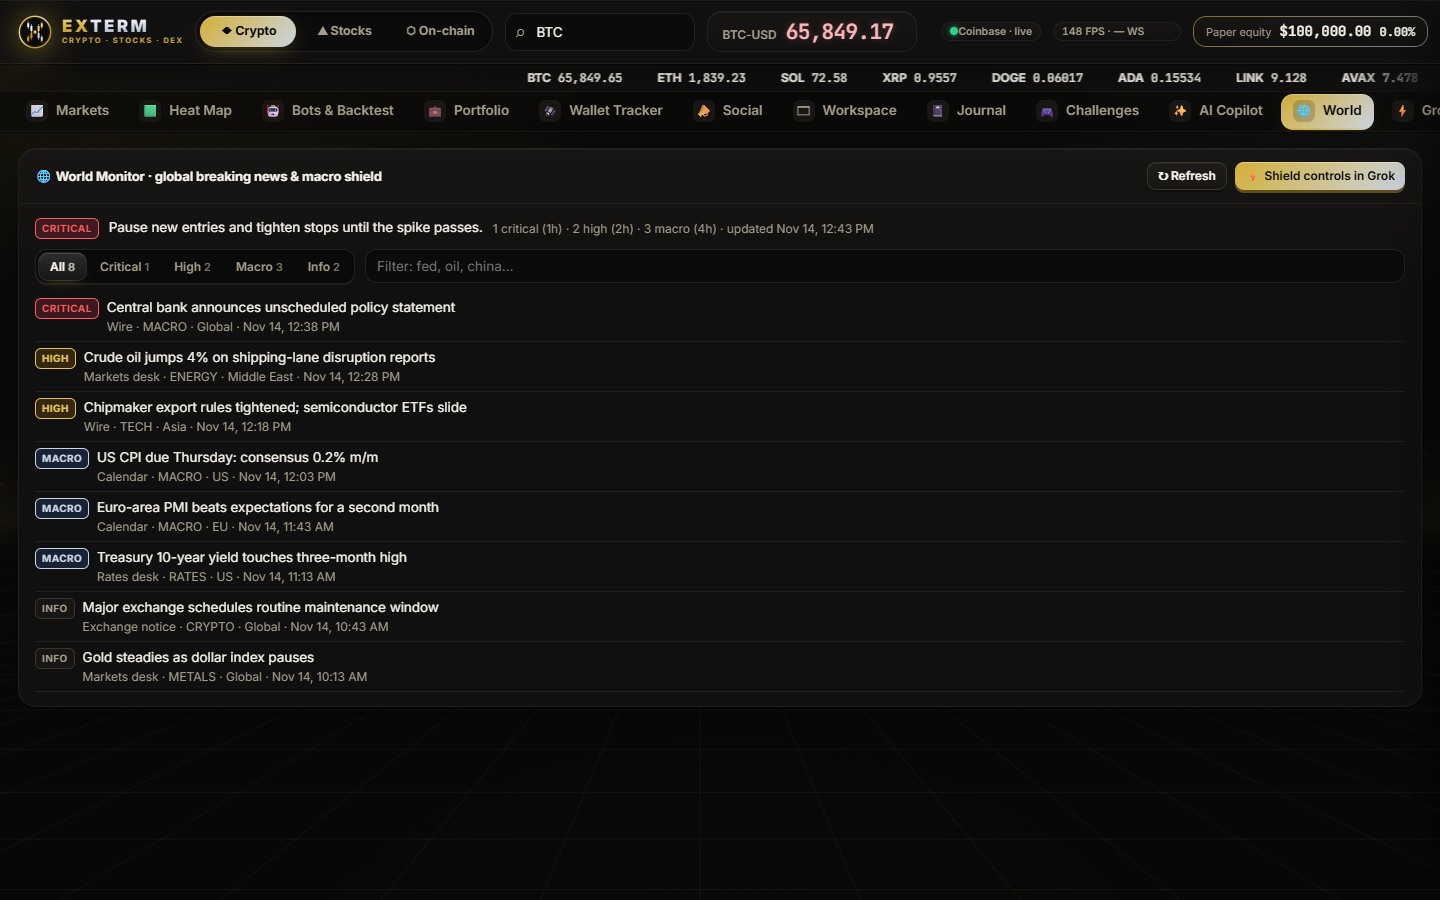 EXTERM
CRYPTO · STOCKS · DEX
Crypto
Stocks
On-chain
BTC
BTC-USD 65,849.17
Coinbase · live
148 FPS · — WS
Paper equity $100,000.00 0.00%
BTC 65,849.65 ETH 1,839.23 SOL 72.58 XRP 0.9557 DOGE 0.06017 ADA 0.15534 LINK 9.128 AVAX 7.478
Markets Heat Map Bots & Backtest Portfolio Wallet Tracker Social Workspace Journal Challenges AI Copilot World
World Monitor · global breaking news & macro shield
Refresh
Shield controls in Grok
CRITICAL Pause new entries and tighten stops until the spike passes. 1 critical (1h) · 2 high (2h) · 3 macro (4h) · updated Nov 14, 12:43 PM
All 8 Critical 1 High 2 Macro 3 Info 2
Filter: fed, oil, china...
CRITICAL Central bank announces unscheduled policy statement
Wire · MACRO · Global · Nov 14, 12:38 PM
HIGH Crude oil jumps 4% on shipping-lane disruption reports
Markets desk · ENERGY · Middle East · Nov 14, 12:28 PM
HIGH Chipmaker export rules tightened; semiconductor ETFs slide
Wire · TECH · Asia · Nov 14, 12:18 PM
MACRO US CPI due Thursday: consensus 0.2% m/m
Calendar · MACRO · US · Nov 14, 12:03 PM
MACRO Euro-area PMI beats expectations for a second month
Calendar · MACRO · EU · Nov 14, 11:43 AM
MACRO Treasury 10-year yield touches three-month high
Rates desk · RATES · US · Nov 14, 11:13 AM
INFO Major exchange schedules routine maintenance window
Exchange notice · CRYPTO · Global · Nov 14, 10:43 AM
INFO Gold steadies as dollar index pauses
Markets desk · METALS · Global · Nov 14, 10:13 AM